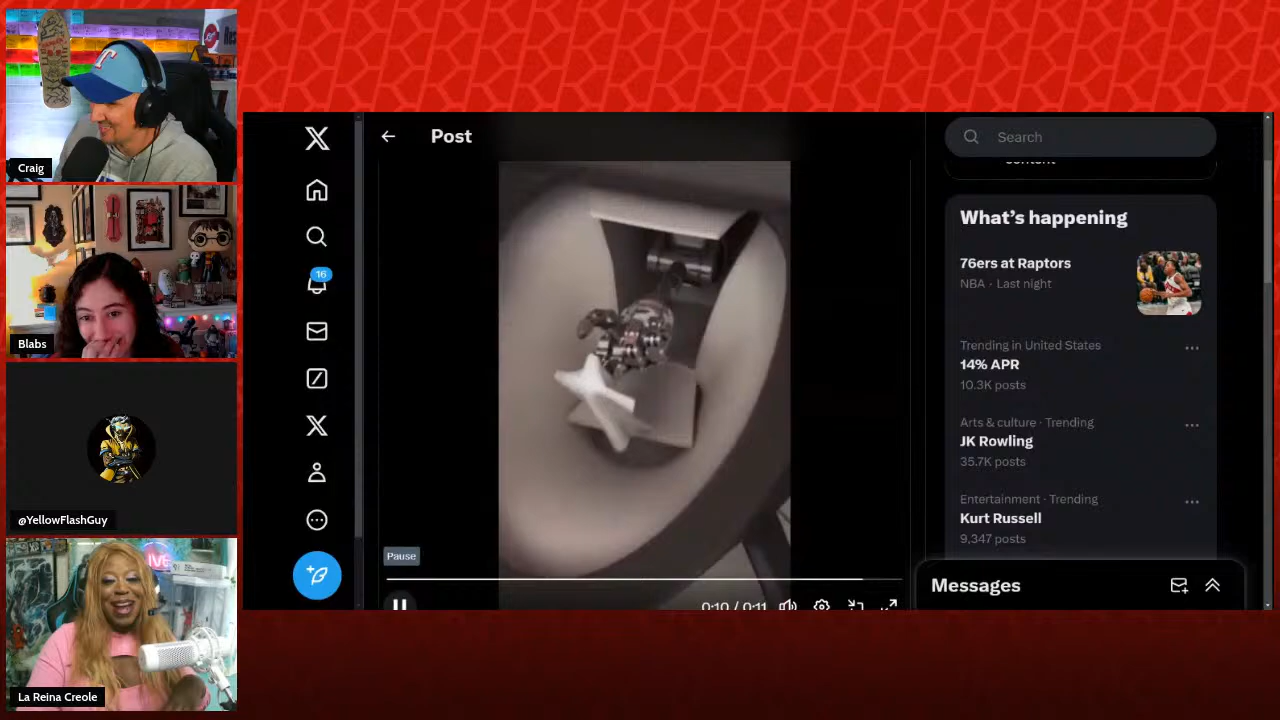 Craig
Blabs
@YellowFlashGuy
LIVE
La Reina Creole
Post
16
Pause
0:10 / 0:11
Search
content
What's happening
76ers at Raptors
NBA · Last night
Trending in United States
14% APR
10.3K posts
Arts & culture · Trending
JK Rowling
35.7K posts
Entertainment · Trending
Kurt Russell
9,347 posts
Messages